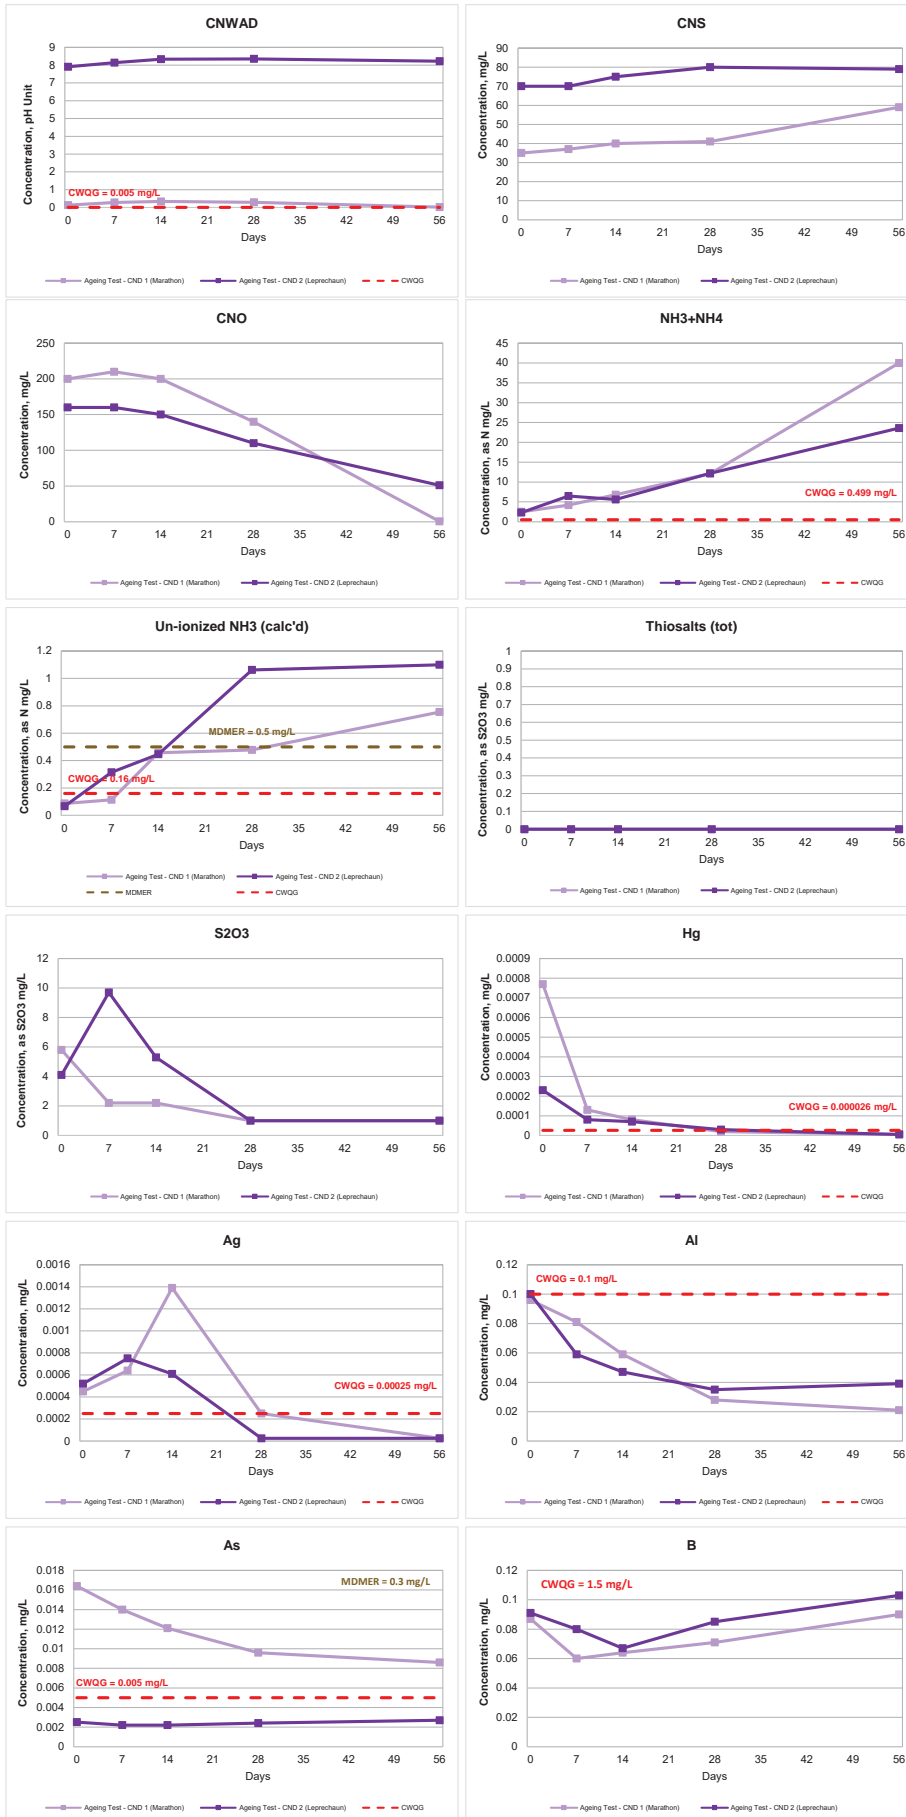 CNWAD
Concentration, pH Unit
9
8
7
6
5
4
3
2
1
0
CWQG = 0.005 mg/L
0 7 14 21 28 35 42 49 56
Days
Ageing Test - CND 1 (Marathon) Ageing Test - CND 2 (Leprechaun) CWQG
CNS
Concentration, mg/L
90
80
70
60
50
40
30
20
10
0
0 7 14 21 28 35 42 49 56
Days
Ageing Test - CND 1 (Marathon) Ageing Test - CND 2 (Leprechaun)
CNO
Concentration, mg/L
250
200
150
100
50
0
0 7 14 21 28 35 42 49 56
Days
Ageing Test - CND 1 (Marathon) Ageing Test - CND 2 (Leprechaun)
NH3+NH4
Concentration, as N mg/L
45
40
35
30
25
20
15
10
5
0
CWQG = 0.499 mg/L
0 7 14 21 28 35 42 49 56
Days
Ageing Test - CND 1 (Marathon) Ageing Test - CND 2 (Leprechaun) CWQG
Un-ionized NH3 (calc'd)
Concentration, as N mg/L
1.2
1
0.8
0.6
0.4
0.2
0
MDMER = 0.5 mg/L
CWQG = 0.16 mg/L
0 7 14 21 28 35 42 49 56
Days
Ageing Test - CND 1 (Marathon) Ageing Test - CND 2 (Leprechaun)
MDMER CWQG
Thiosalts (tot)
Concentration, as S2O3 mg/L
1
0.9
0.8
0.7
0.6
0.5
0.4
0.3
0.2
0.1
0
0 7 14 21 28 35 42 49 56
Days
Ageing Test - CND 1 (Marathon) Ageing Test - CND 2 (Leprechaun)
S2O3
Concentration, as S2O3 mg/L
12
10
8
6
4
2
0
0 7 14 21 28 35 42 49 56
Days
Ageing Test - CND 1 (Marathon) Ageing Test - CND 2 (Leprechaun)
Hg
Concentration, mg/L
0.0009
0.0008
0.0007
0.0006
0.0005
0.0004
0.0003
0.0002
0.0001
0
CWQG = 0.000026 mg/L
0 7 14 21 28 35 42 49 56
Days
Ageing Test - CND 1 (Marathon) Ageing Test - CND 2 (Leprechaun) CWQG
Ag
Concentration, mg/L
0.0016
0.0014
0.0012
0.001
0.0008
0.0006
0.0004
0.0002
0
CWQG = 0.00025 mg/L
0 7 14 21 28 35 42 49 56
Days
Ageing Test - CND 1 (Marathon) Ageing Test - CND 2 (Leprechaun) CWQG
Al
Concentration, mg/L
0.12
0.1
0.08
0.06
0.04
0.02
0
CWQG = 0.1 mg/L
0 7 14 21 28 35 42 49 56
Days
Ageing Test - CND 1 (Marathon) Ageing Test - CND 2 (Leprechaun) CWQG
As
Concentration, mg/L
0.018
0.016
0.014
0.012
0.01
0.008
0.006
0.004
0.002
0
MDMER = 0.3 mg/L
CWQG = 0.005 mg/L
0 7 14 21 28 35 42 49 56
Days
Ageing Test - CND 1 (Marathon) Ageing Test - CND 2 (Leprechaun) CWQG
B
Concentration, mg/L
0.12
0.1
0.08
0.06
0.04
0.02
0
CWQG = 1.5 mg/L
0 7 14 21 28 35 42 49 56
Days
Ageing Test - CND 1 (Marathon) Ageing Test - CND 2 (Leprechaun)